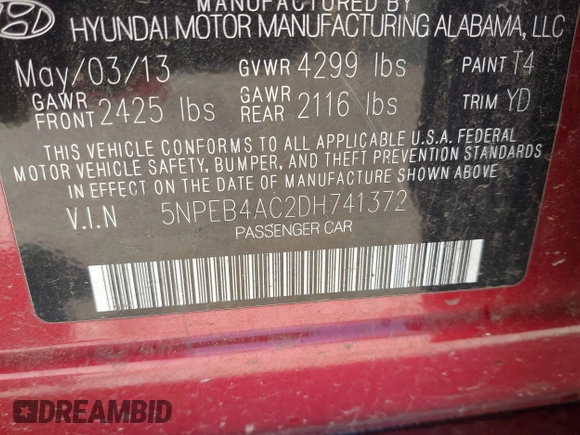 MANUFACTURED BY
HYUNDAI MOTOR MANUFACTURING ALABAMA, LLC
May/03/13 GVWR 4299 lbs PAINT T4
GAWR FRONT 2425 lbs GAWR REAR 2116 lbs TRIM YD
THIS VEHICLE CONFORMS TO ALL APPLICABLE U.S.A. FEDERAL
MOTOR VEHICLE SAFETY, BUMPER, AND THEFT PREVENTION STANDARDS
IN EFFECT ON THE DATE OF MANUFACTURE SHOWN ABOVE
V.I.N 5NPEB4AC2DH741372
PASSENGER CAR
DREAMBID